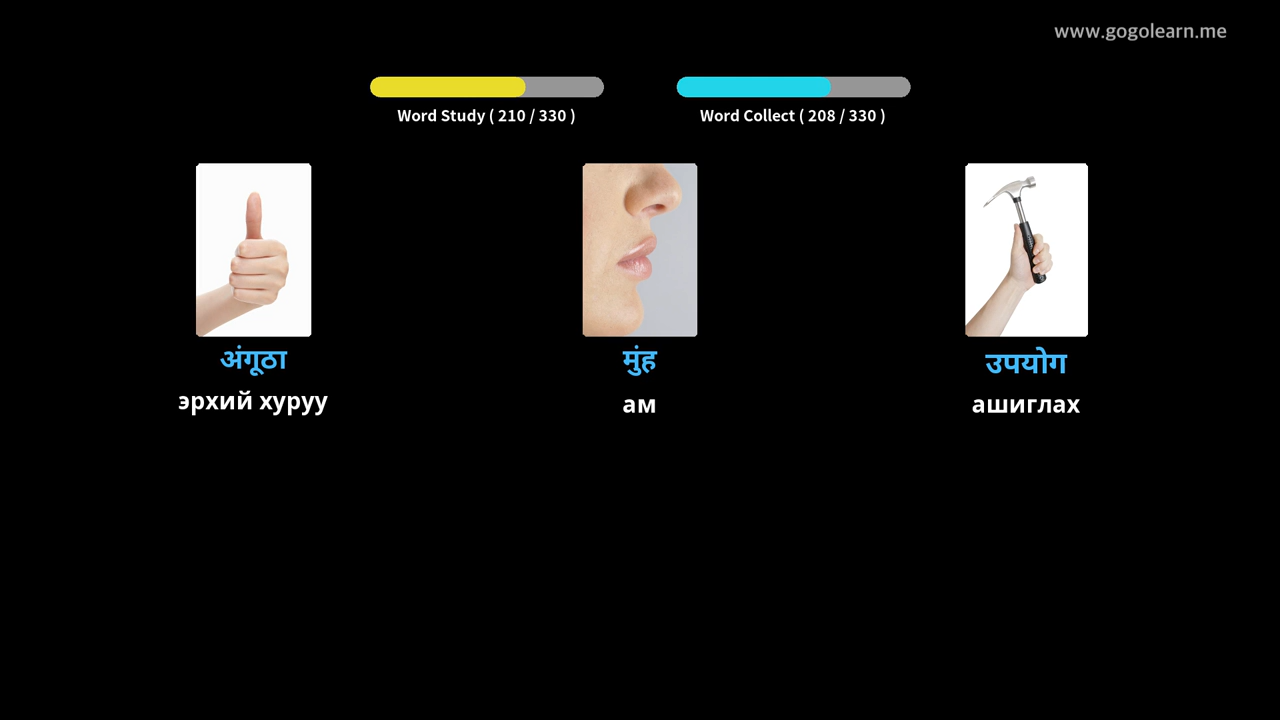 www.gogolearn.me
Word Study ( 210 / 330 )
Word Collect ( 208 / 330 )
अंगूठा
मुंह
उपयोग
эрхий хуруу
ам
ашиглах